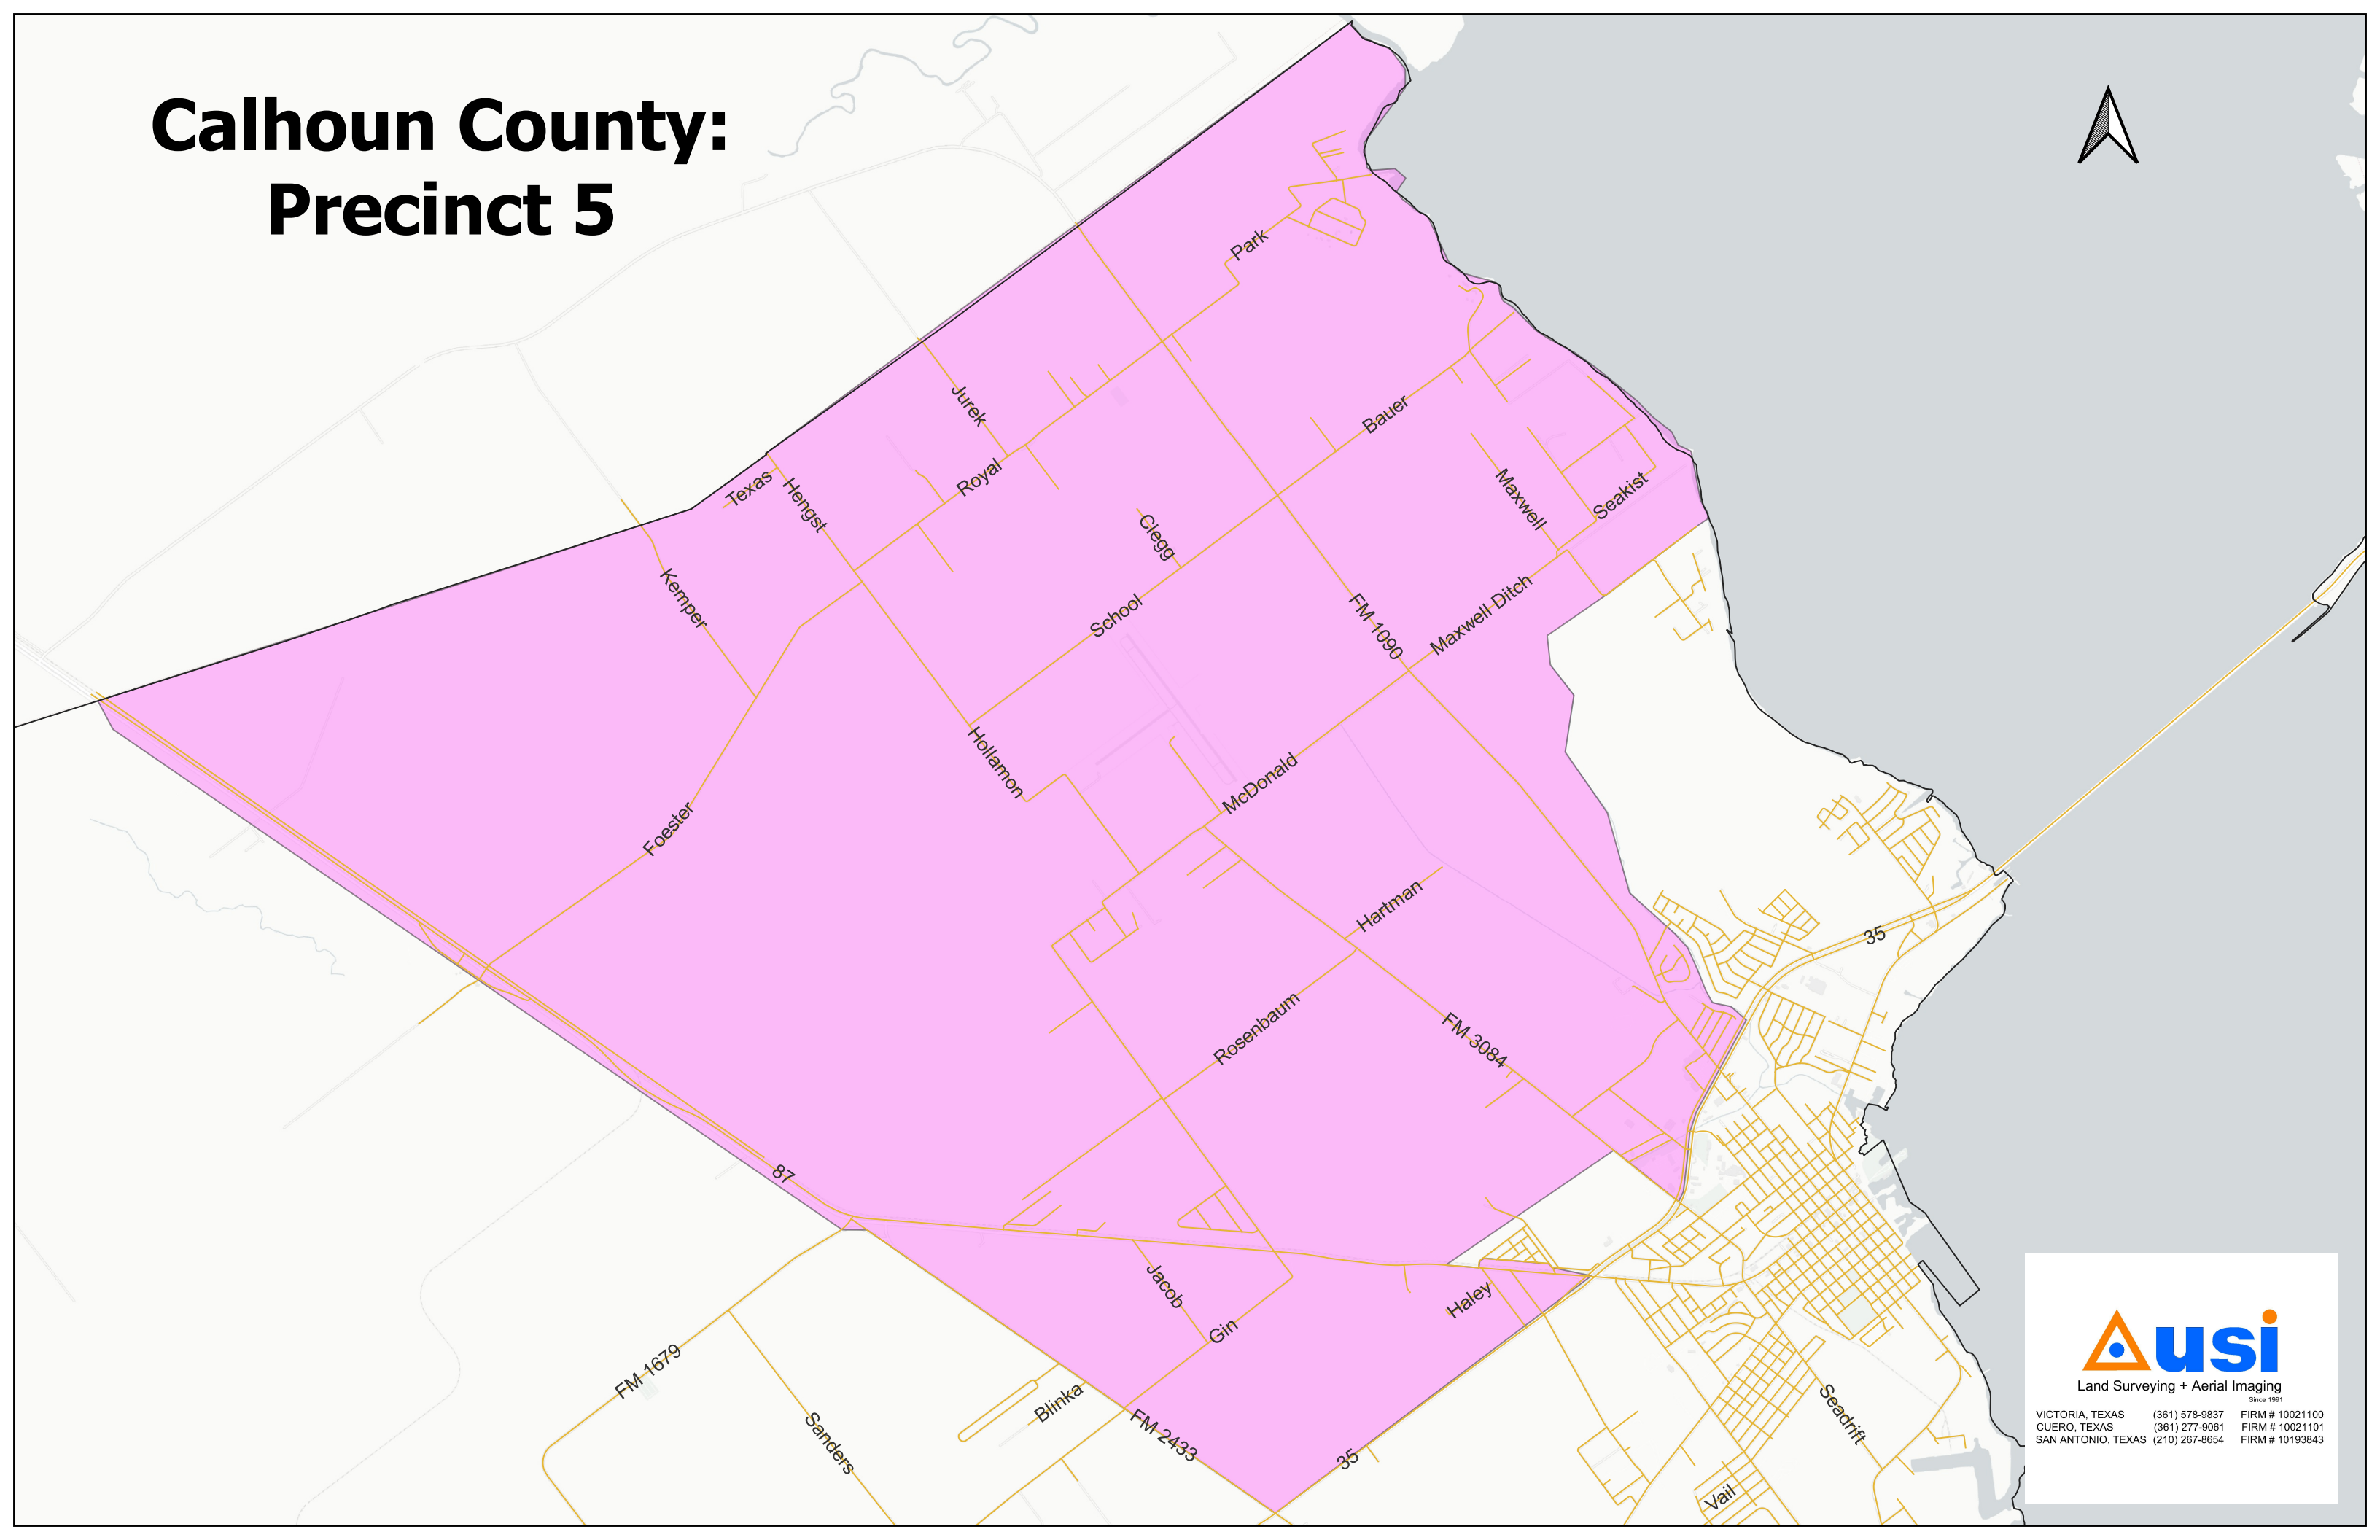 Calhoun County:
Precinct 5
Park
Jurek
Bauer
Texas
Hengst
Royal
Maxwell
Seakist
Clegg
Kemper
School
FM 1090
Maxwell Ditch
Hollamon
McDonald
Foester
Hartman
35
Rosenbaum
FM 3084
87
Jacob
Haley
Gin
FM 1679
Blinka
Sanders
FM 2433
35
Seadrift
Vail
usi
Land Surveying + Aerial Imaging
Since 1991
VICTORIA, TEXAS (361) 578-9837 FIRM # 10021100
CUERO, TEXAS (361) 277-9061 FIRM # 10021101
SAN ANTONIO, TEXAS (210) 267-8654 FIRM # 10193843